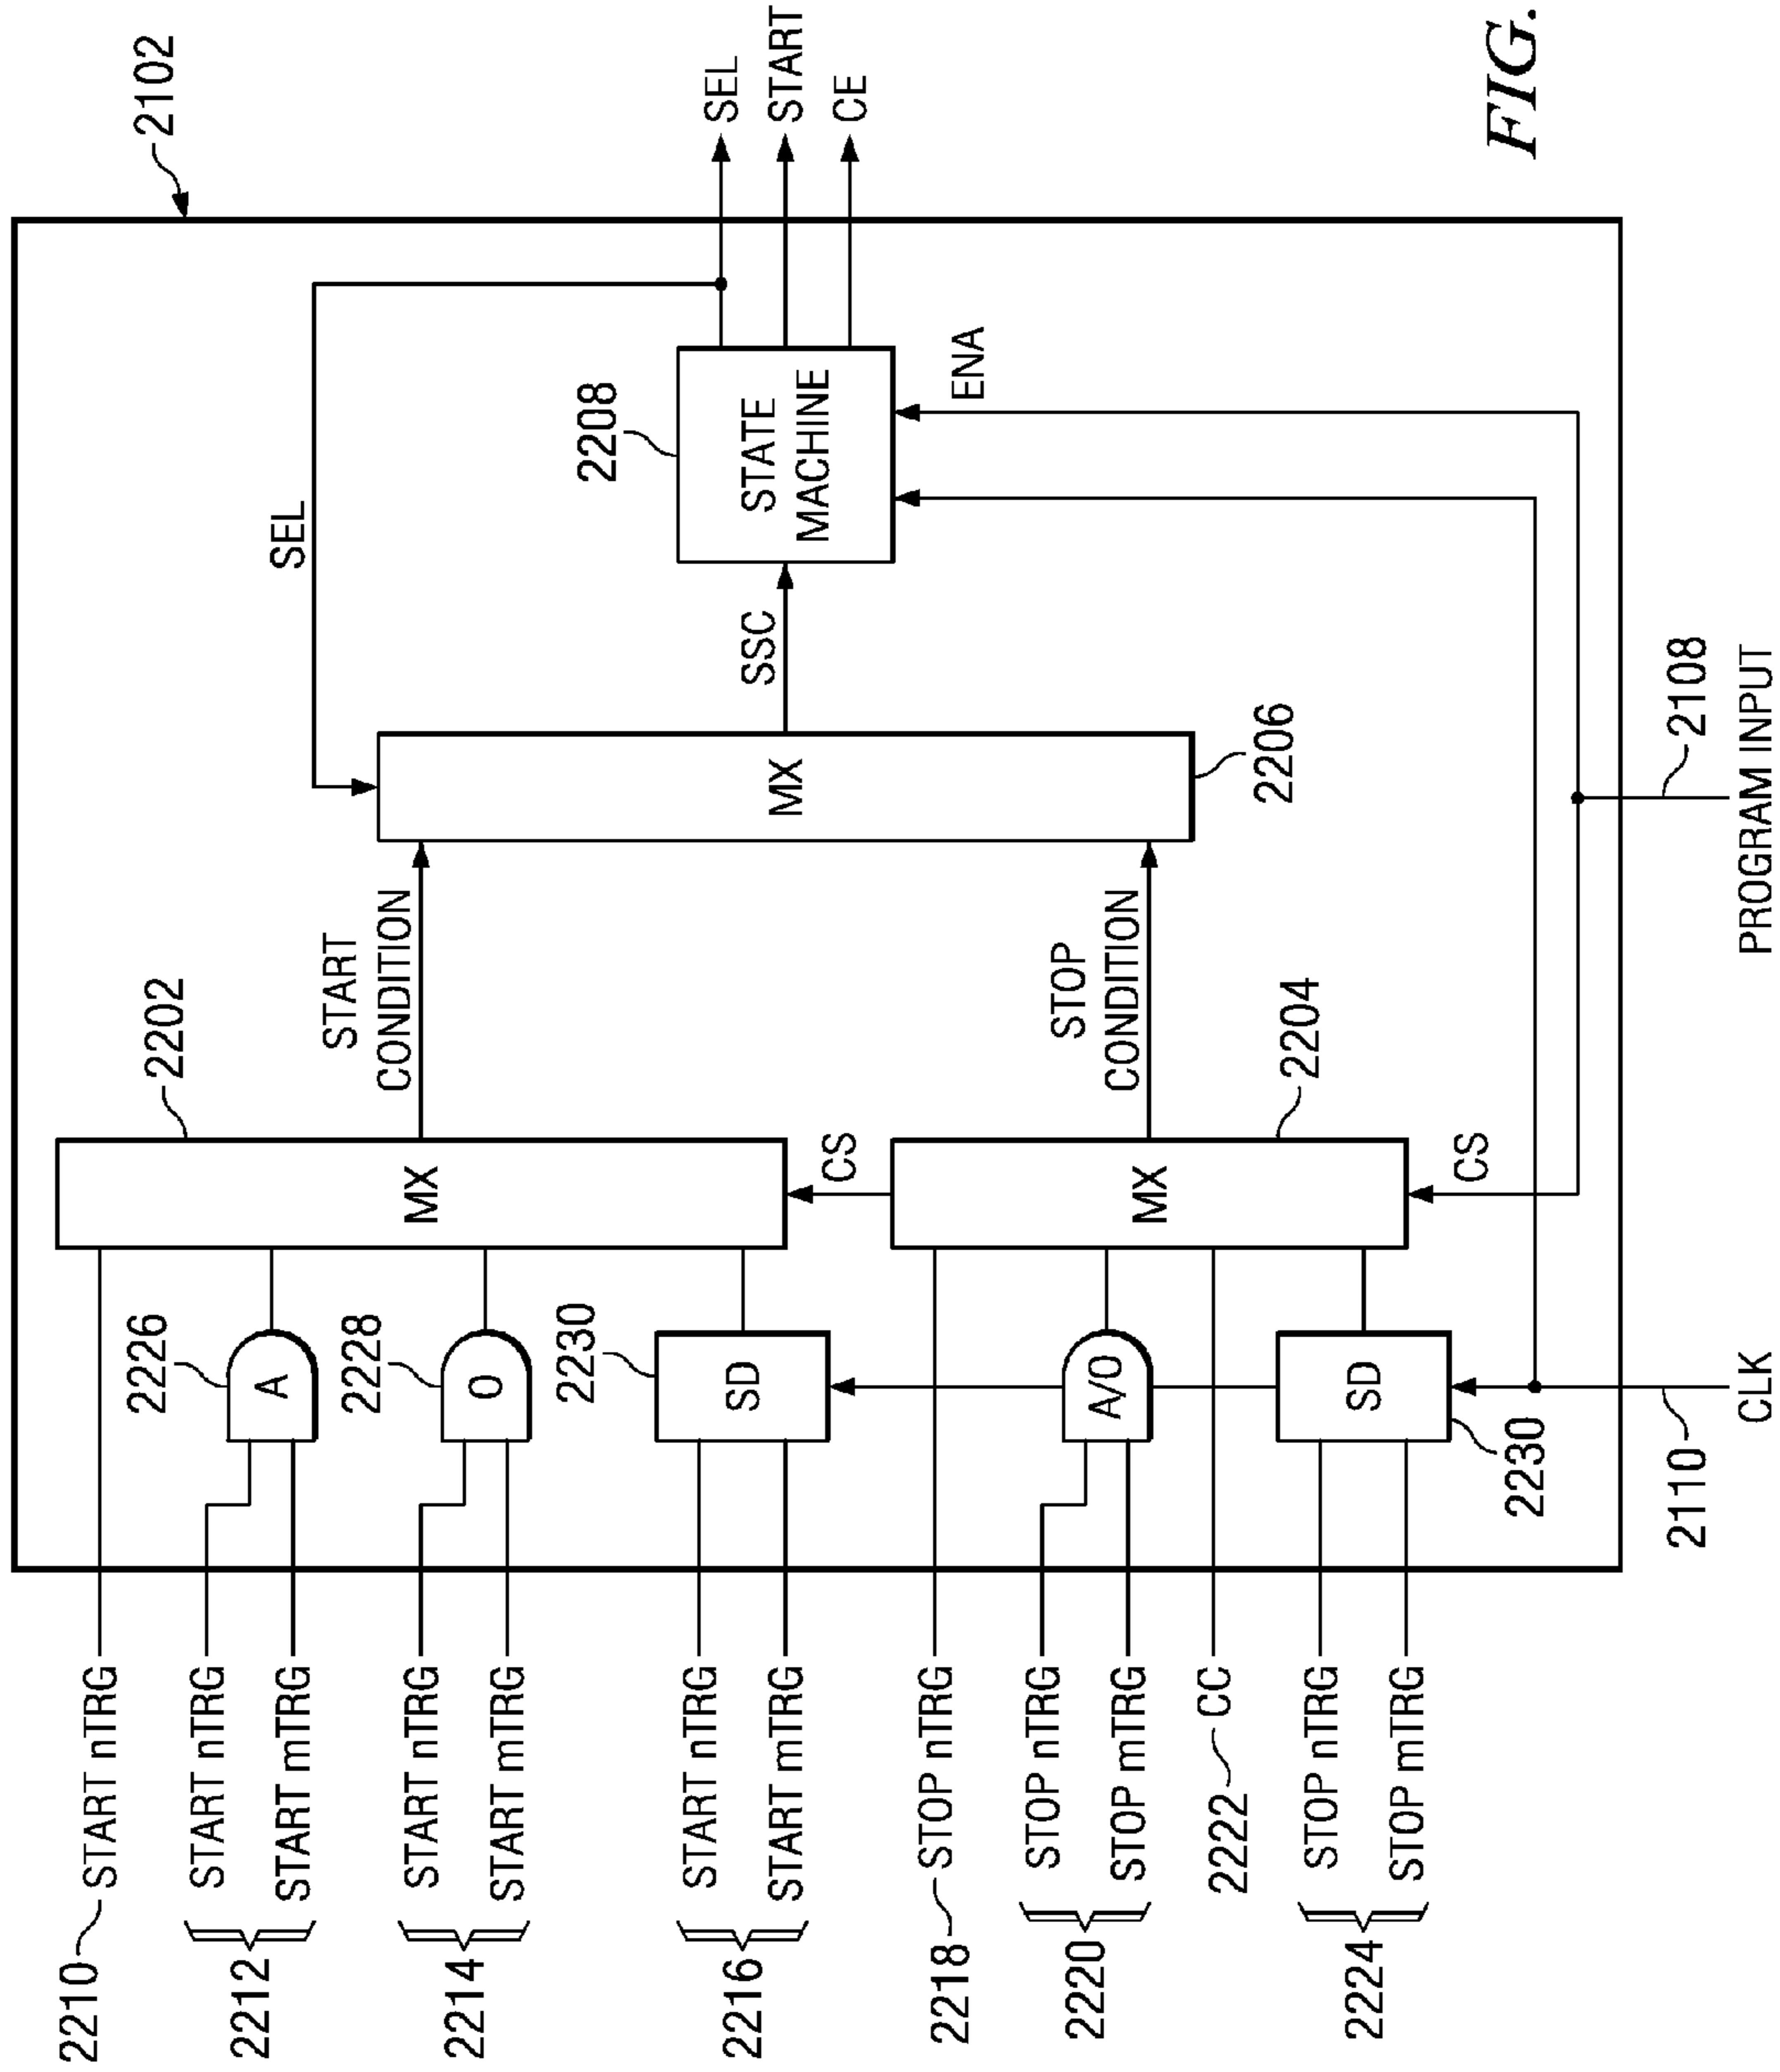 2102
2210 START nTRG
2212 START nTRG
START mTRG
2214 START nTRG
START mTRG
2216 START nTRG
START mTRG
2218 STOP nTRG
2220 STOP nTRG
STOP mTRG
2222 CC
2224 STOP nTRG
STOP mTRG
2226
A
2228
O
2230
SD
A/O
SD
2230
2202
MX
CS
MX
2204
CS
START
CONDITION
STOP
CONDITION
SEL
MX
2206
SSC
2208
STATE
MACHINE
ENA
SEL
START
CE
2110
CLK
2108
PROGRAM INPUT
FIG.